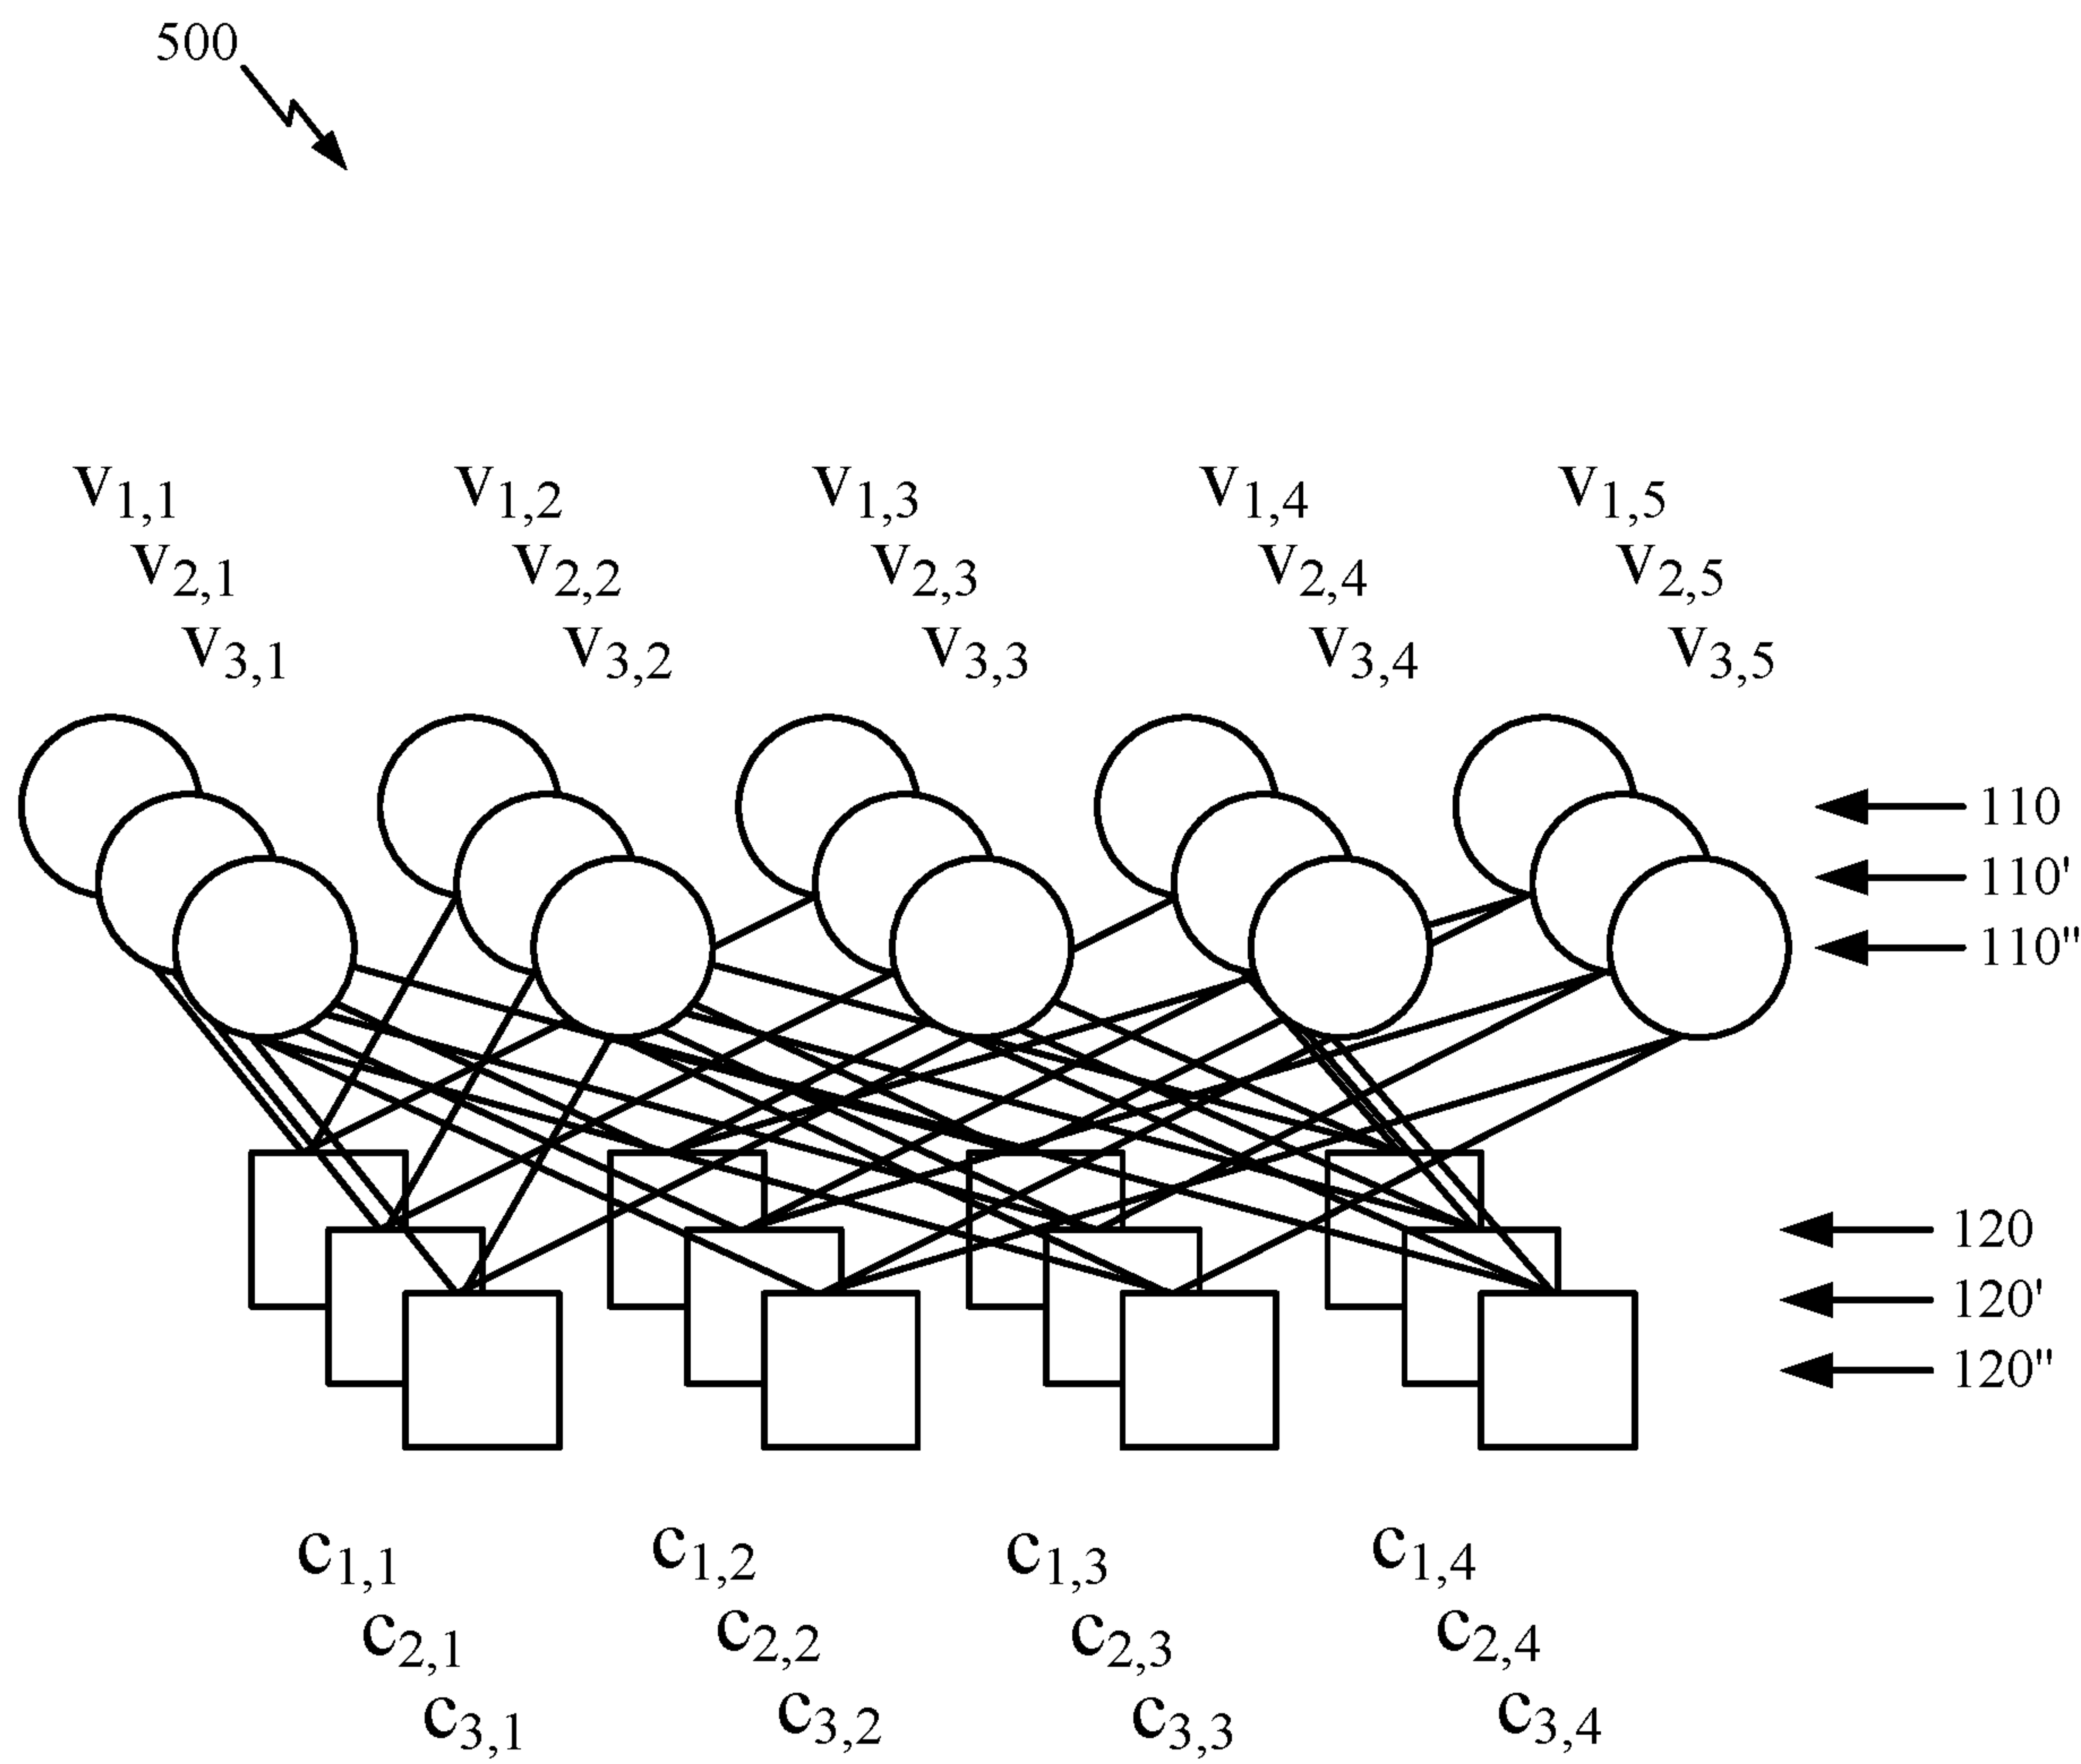 500
v1,1 v1,2 v1,3 v1,4 v1,5
v2,1 v2,2 v2,3 v2,4 v2,5
v3,1 v3,2 v3,3 v3,4 v3,5
110
110'
110"
120
120'
120"
c1,1 c1,2 c1,3 c1,4
c2,1 c2,2 c2,3 c2,4
c3,1 c3,2 c3,3 c3,4